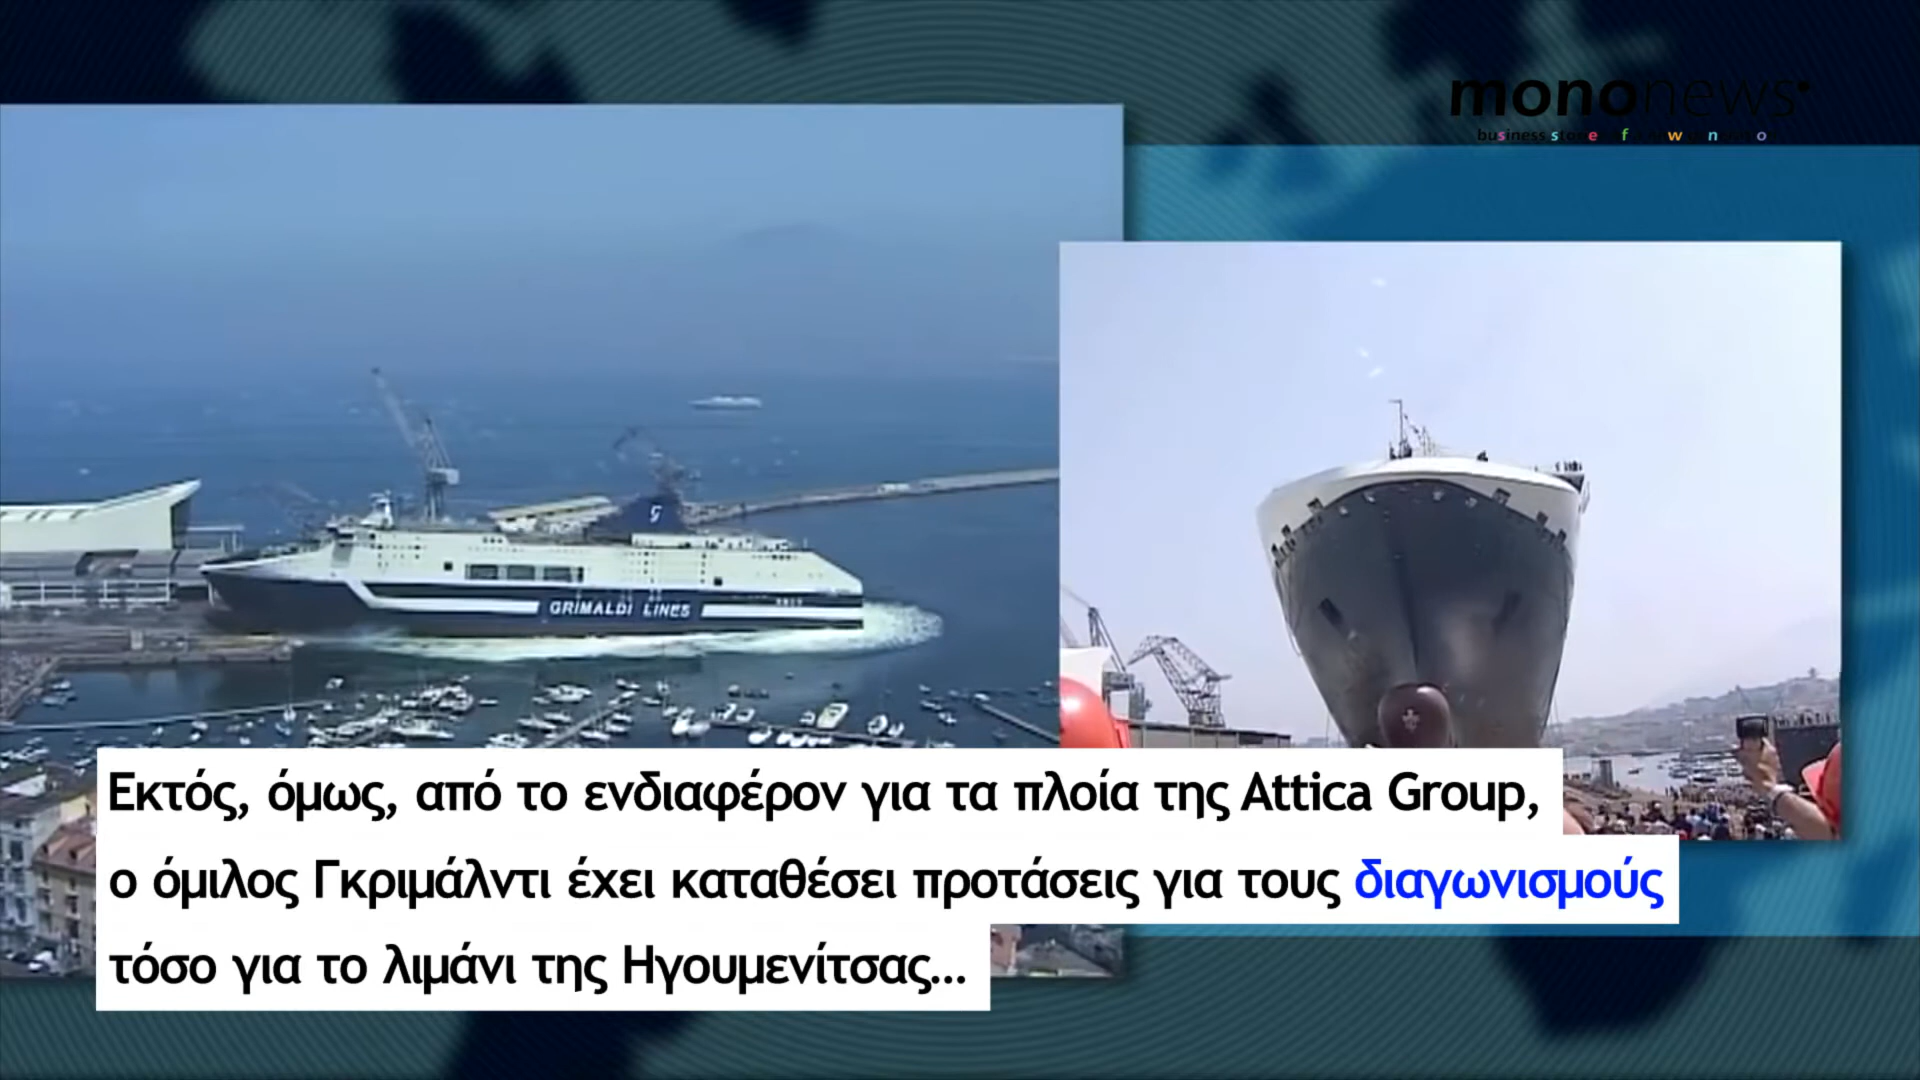 mononews
GRIMALDI LINES
Εκτός, όμως, από το ενδιαφέρον για τα πλοία της Attica Group,
ο όμιλος Γκριμάλντι έχει καταθέσει προτάσεις για τους διαγωνισμούς
τόσο για το λιμάνι της Ηγουμενίτσας...